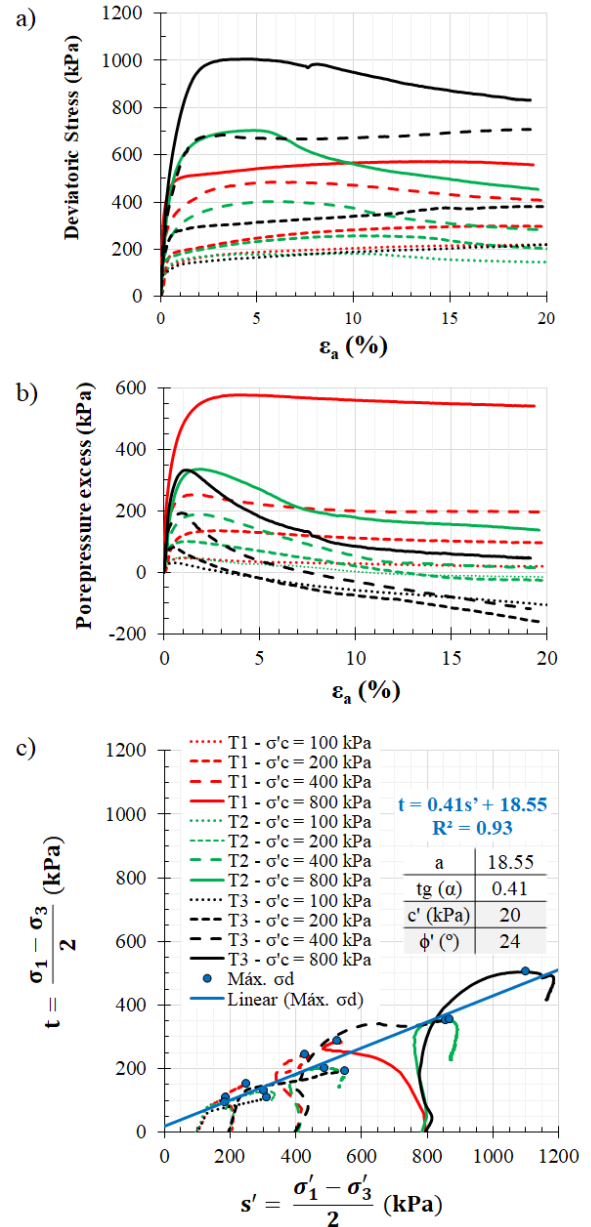 a)
1200
1000
800
600
400
200
0
Deviatoric Stress (kPa)
0 5 10 15 20
εa (%)
b)
600
400
200
0
-200
Porepressure excess (kPa)
0 5 10 15 20
εa (%)
c)
1200
1000
800
600
400
200
0
t = (σ1 − σ3)/2 (kPa)
T1 - σ'c = 100 kPa
T1 - σ'c = 200 kPa
T1 - σ'c = 400 kPa
T1 - σ'c = 800 kPa
T2 - σ'c = 100 kPa
T2 - σ'c = 200 kPa
T2 - σ'c = 400 kPa
T2 - σ'c = 800 kPa
T3 - σ'c = 100 kPa
T3 - σ'c = 200 kPa
T3 - σ'c = 400 kPa
T3 - σ'c = 800 kPa
Máx. σd
Linear (Máx. σd)
t = 0.41s' + 18.55
R² = 0.93
a 18.55
tg (α) 0.41
c' (kPa) 20
ϕ' (º) 24
0 200 400 600 800 1000 1200
s′ = (σ′1 − σ′3)/2 (kPa)